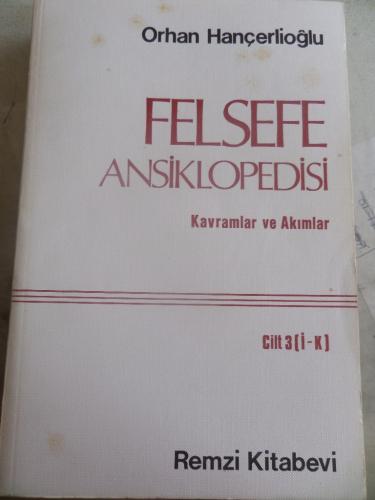 Orhan Hançerlioğlu
FELSEFE
ANSİKLOPEDİSİ
Kavramlar ve Akımlar
Cilt 3 (İ-K)
Remzi Kitabevi